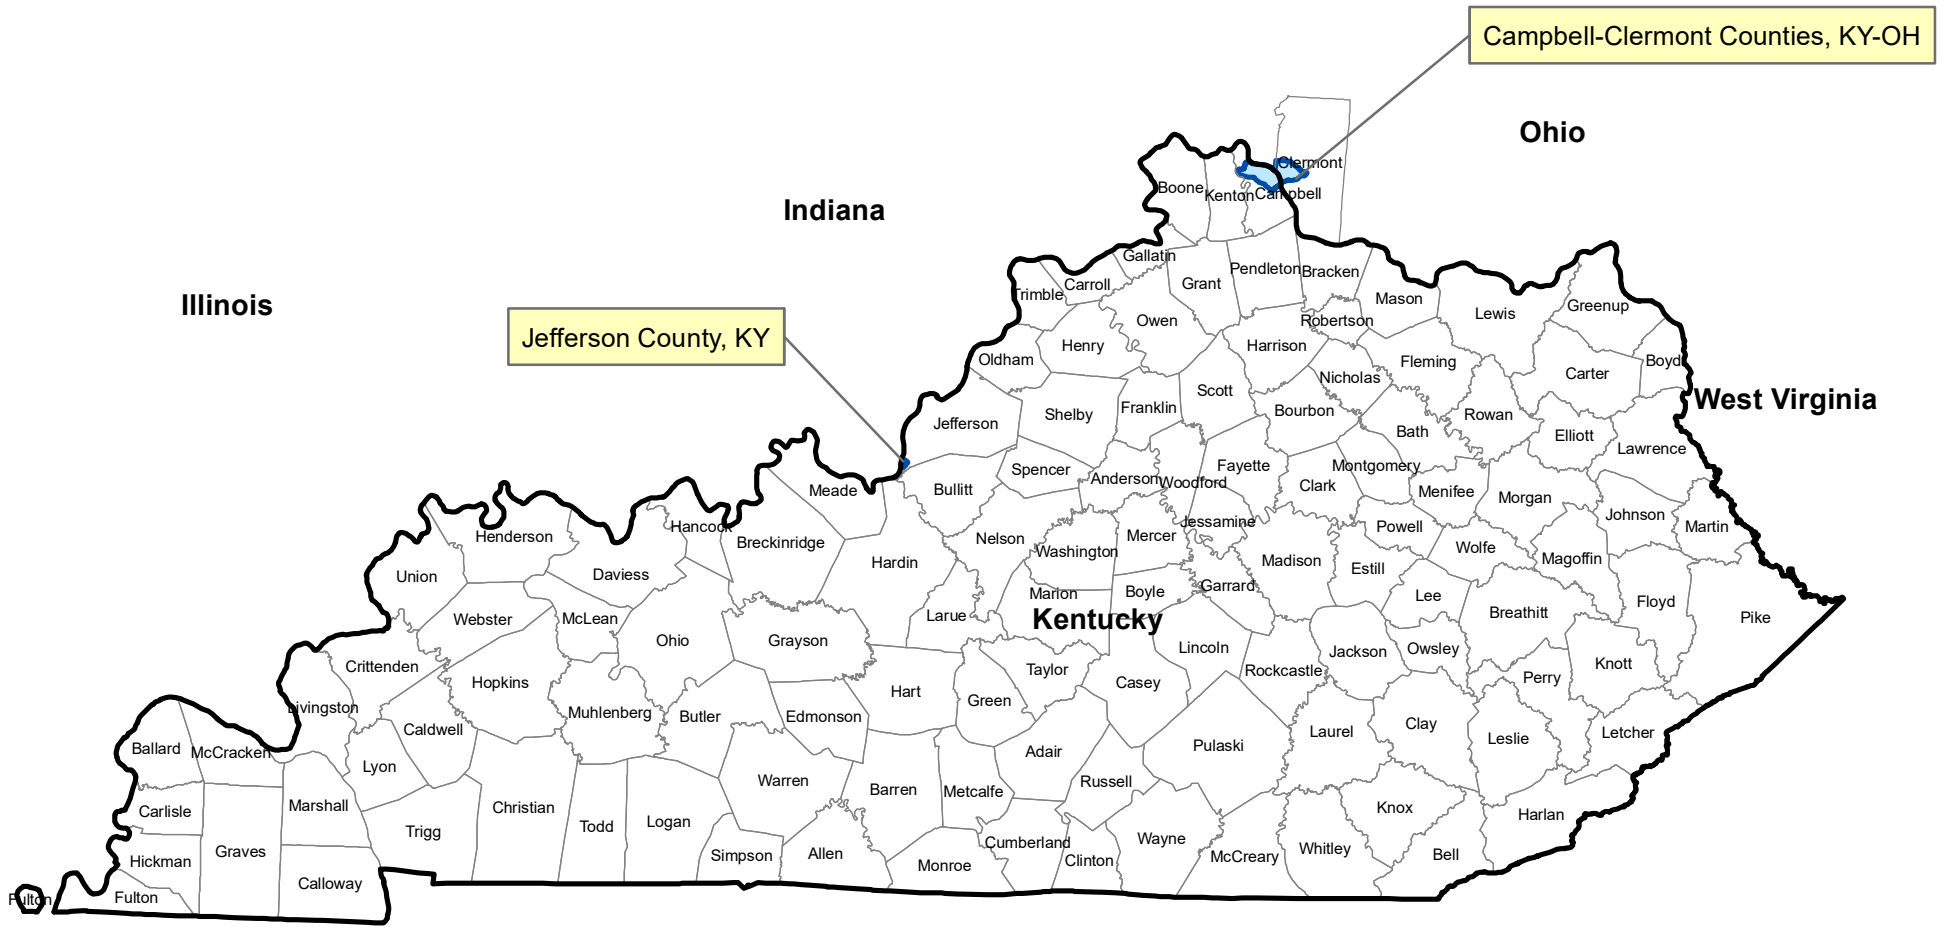 Campbell-Clermont Counties, KY-OH
Ohio
Clermont
Boone
Kenton
Campbell
Indiana
Gallatin
Pendleton
Bracken
Grant
Carroll
Trimble
Mason
Illinois
Greenup
Lewis
Owen
Robertson
Jefferson County, KY
Henry
Harrison
Oldham
Fleming
Boyd
Carter
Nicholas
Scott
West Virginia
Franklin
Bourbon
Shelby
Rowan
Jefferson
Bath
Elliott
Lawrence
Fayette
Montgomery
Spencer
Anderson
Woodford
Clark
Bullitt
Meade
Menifee
Morgan
Johnson
Jessamine
Hancock
Powell
Martin
Henderson
Mercer
Nelson
Breckinridge
Washington
Wolfe
Magoffin
Hardin
Madison
Estill
Daviess
Union
Garrard
Marion
Boyle
Lee
Floyd
Breathitt
Larue
McLean
Webster
Kentucky
Pike
Ohio
Grayson
Lincoln
Owsley
Jackson
Crittenden
Knott
Taylor
Rockcastle
Perry
Hopkins
Casey
Hart
Green
Livingston
Muhlenberg
Butler
Edmonson
Clay
Caldwell
Laurel
Letcher
Leslie
Pulaski
Ballard
McCracken
Adair
Lyon
Warren
Russell
Barren
Metcalfe
Marshall
Christian
Knox
Carlisle
Harlan
Logan
Todd
Trigg
Wayne
Cumberland
Whitley
Graves
Allen
Bell
Simpson
McCreary
Hickman
Clinton
Monroe
Calloway
Fulton
Fulton